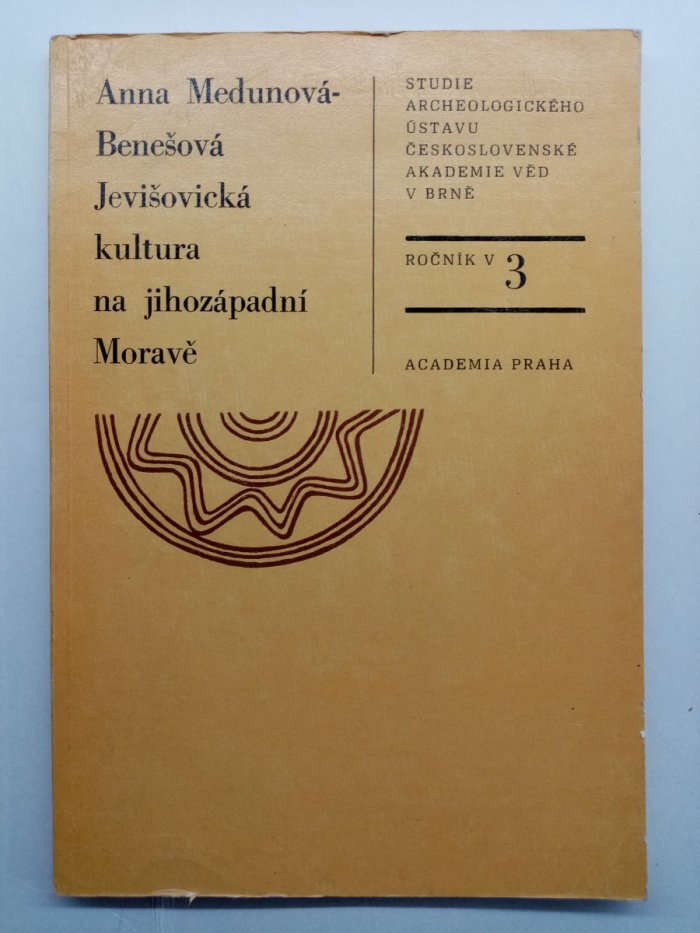 Anna Medunová-
Benešová
Jevišovická
kultura
na jihozápadní
Moravě
STUDIE
ARCHEOLOGICKÉHO
ÚSTAVU
ČESKOSLOVENSKÉ
AKADEMIE VĚD
V BRNĚ
ROČNÍK V 3
ACADEMIA PRAHA